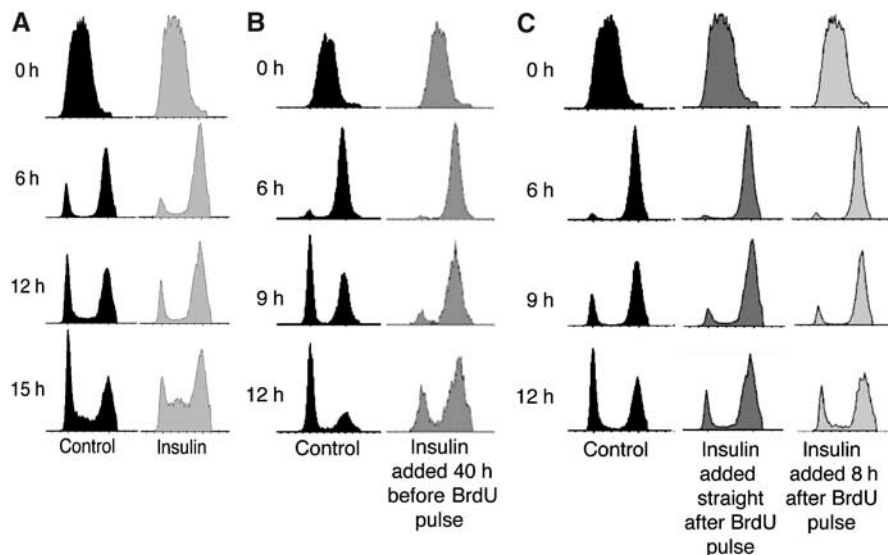 A
B
C
0 h
6 h
12 h
15 h
Control
Insulin
0 h
6 h
9 h
12 h
Control
Insulin
added 40 h
before BrdU
pulse
0 h
6 h
9 h
12 h
Control
Insulin
added
straight
after BrdU
pulse
Insulin
added 8 h
after BrdU
pulse